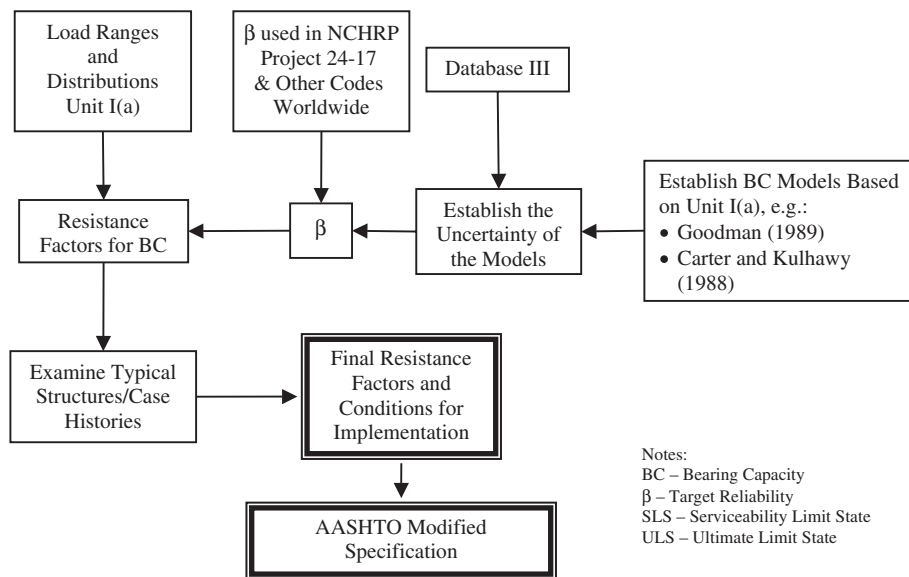 Load Ranges
and
Distributions
Unit I(a)
β used in NCHRP
Project 24-17
& Other Codes
Worldwide
Database III
Establish BC Models Based
on Unit I(a), e.g.:
• Goodman (1989)
• Carter and Kulhawy
(1988)
Establish the
Uncertainty of
the Models
β
Resistance
Factors for BC
Examine Typical
Structures/Case
Histories
Final Resistance
Factors and
Conditions for
Implementation
AASHTO Modified
Specification
Notes:
BC – Bearing Capacity
β – Target Reliability
SLS – Serviceability Limit State
ULS – Ultimate Limit State